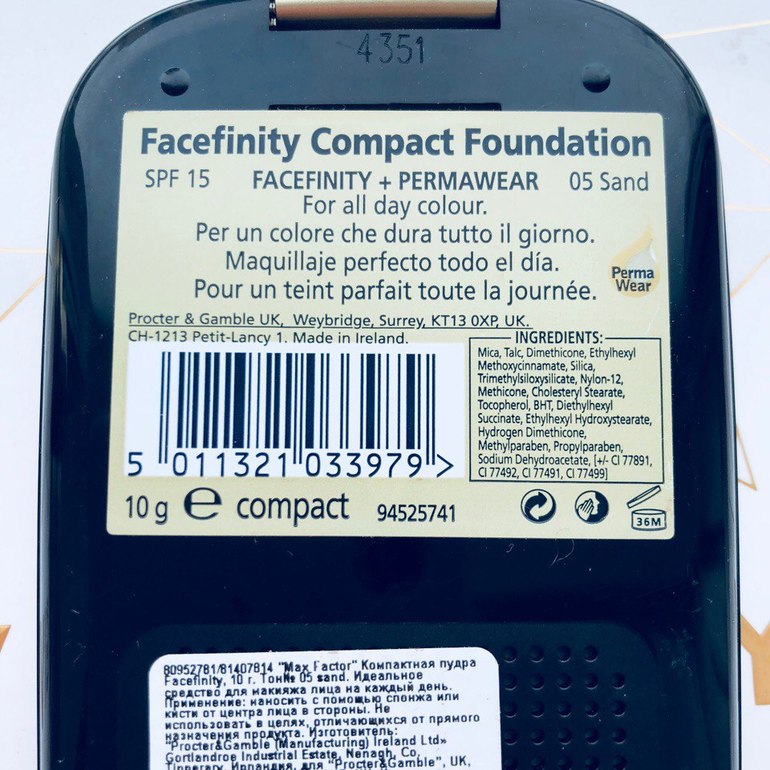 4351
Facefinity Compact Foundation
SPF 15 FACEFINITY + PERMAWEAR 05 Sand
For all day colour.
Per un colore che dura tutto il giorno.
Maquillaje perfecto todo el día.
Pour un teint parfait toute la journée.
Perma
Wear
Procter & Gamble UK, Weybridge, Surrey, KT13 0XP, UK.
CH-1213 Petit-Lancy 1. Made in Ireland.
INGREDIENTS:
Mica, Talc, Dimethicone, Ethylhexyl
Methoxycinnamate, Silica,
Trimethylsiloxysilicate, Nylon-12,
Methicone, Cholesteryl Stearate,
Tocopherol, BHT, Diethylhexyl
Succinate, Ethylhexyl Hydroxystearate,
Hydrogen Dimethicone,
Methylparaben, Propylparaben,
Sodium Dehydroacetate, [+/- CI 77891,
CI 77492, CI 77491, CI 77499]
5 011321 033979 >
10 g e compact 94525741
36M
80952781/81407814 "Max Factor" Компактная пудра
Facefinity, 10 г. Тон№ 05 sand. Идеальное
средство для макияжа лица на каждый день.
Применение: наносить с помощью спонжа или
кисти от центра лица в стороны. Не
использовать в целях, отличающихся от прямого
назначения продукта. Изготовитель:
"Procter&Gamble (Manufacturing) Ireland Ltd»
Gortlandroe Industrial Estate, Nenagh, Co.
Tipperary, Ирландия, для "Procter&Gamble", UK,